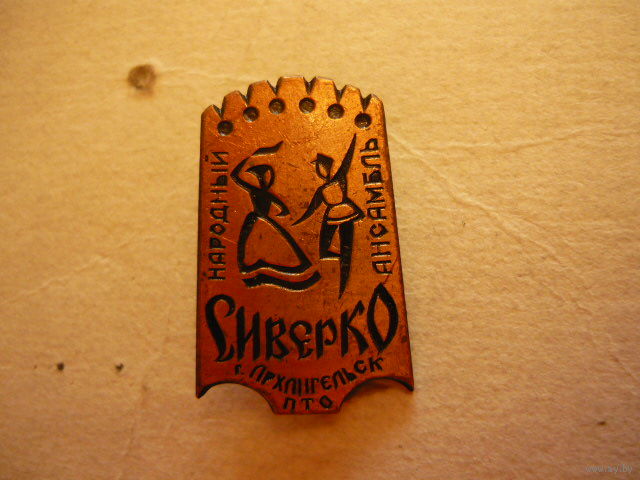 НАРОДНЫЙ
АНСАМБЛЬ
СИВЕРКО
г. АРХАНГЕЛЬСК
ПТО